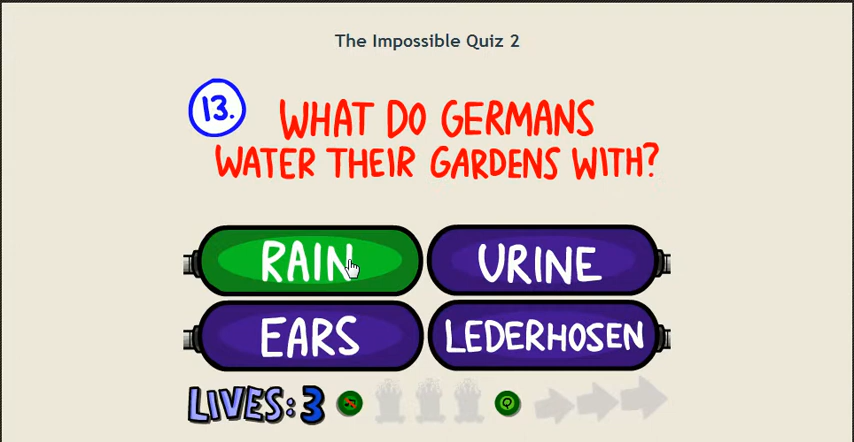 The Impossible Quiz 2
13.
WHAT DO GERMANS
WATER THEIR GARDENS WITH?
RAIN
URINE
EARS
LEDERHOSEN
LIVES: 3